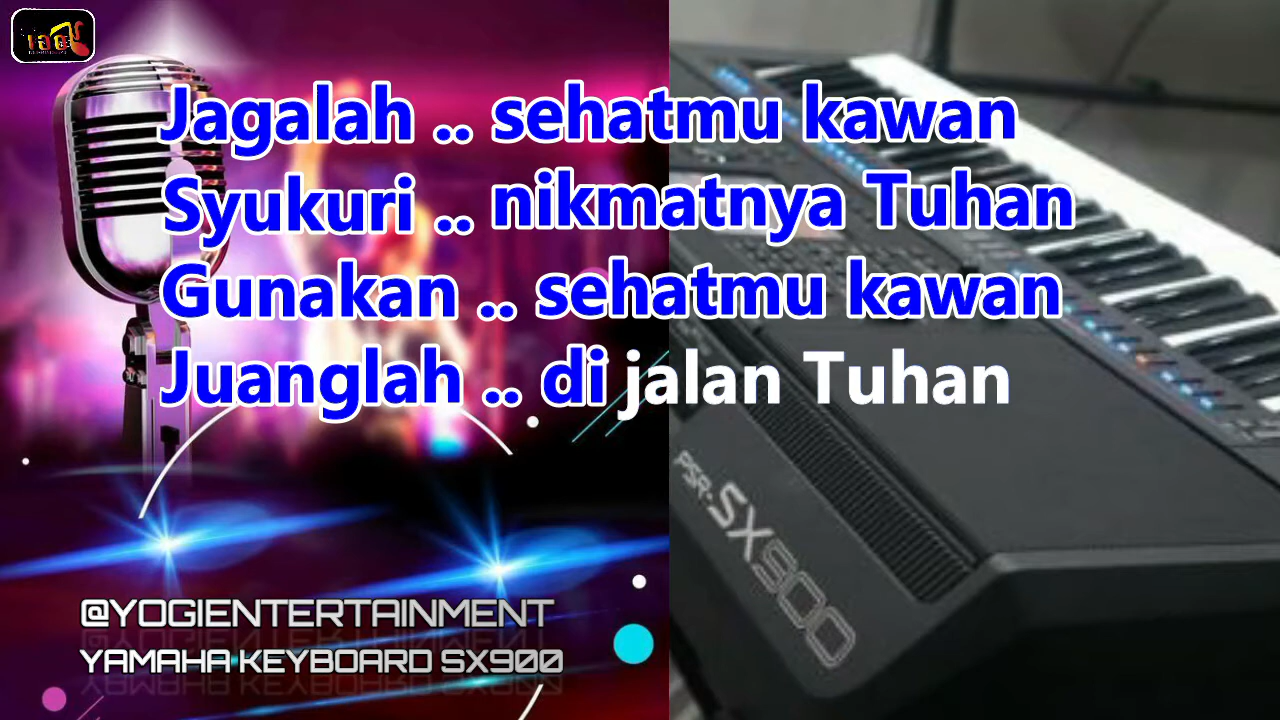 Jagalah .. sehatmu kawan
Syukuri .. nikmatnya Tuhan
Gunakan .. sehatmu kawan
Juanglah .. di jalan Tuhan
PSR-SX900
@YOGIENTERTAINMENT
YAMAHA KEYBOARD SX900